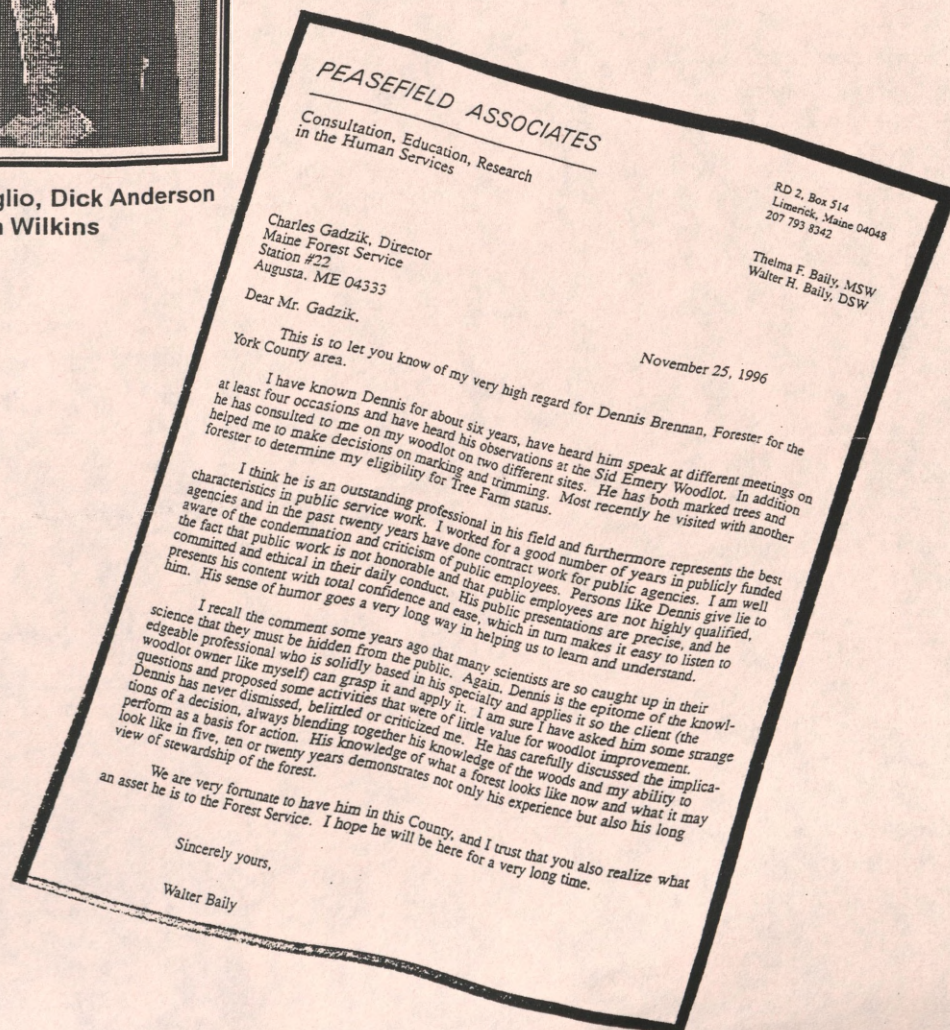 glio, Dick Anderson
Wilkins
PEASEFIELD ASSOCIATES
Consultation, Education, Research
in the Human Services
RD 2, Box 514
Limerick, Maine 04048
207 793 8342
Thelma F. Baily, MSW
Walter H. Baily, DSW
Charles Gadzik, Director
Maine Forest Service
Station #22
Augusta. ME 04333
November 25, 1996
Dear Mr. Gadzik.
This is to let you know of my very high regard for Dennis Brennan, Forester for the
York County area.
I have known Dennis for about six years, have heard him speak at different meetings on
at least four occasions and have heard his observations at the Sid Emery Woodlot. In addition
he has consulted to me on my woodlot on two different sites. He has both marked trees and
helped me to make decisions on marking and trimming. Most recently he visited with another
forester to determine my eligibility for Tree Farm status.
I think he is an outstanding professional in his field and furthermore represents the best
characteristics in public service work. I worked for a good number of years in publicly funded
agencies and in the past twenty years have done contract work for public agencies. I am well
aware of the condemnation and criticism of public employees. Persons like Dennis give lie to
the fact that public work is not honorable and that public employees are not highly qualified,
committed and ethical in their daily conduct. His public presentations are precise, and he
presents his content with total confidence and ease, which in turn makes it easy to listen to
him. His sense of humor goes a very long way in helping us to learn and understand.
I recall the comment some years ago that many scientists are so caught up in their
science that they must be hidden from the public. Again, Dennis is the epitome of the knowl-
edgeable professional who is solidly based in his specialty and applies it so the client (the
woodlot owner like myself) can grasp it and apply it. I am sure I have asked him some strange
questions and proposed some activities that were of little value for woodlot improvement.
Dennis has never dismissed, belittled or criticized me. He has carefully discussed the implica-
tions of a decision, always blending together his knowledge of the woods and my ability to
perform as a basis for action. His knowledge of what a forest looks like now and what it may
look like in five, ten or twenty years demonstrates not only his experience but also his long
view of stewardship of the forest.
We are very fortunate to have him in this County, and I trust that you also realize what
an asset he is to the Forest Service. I hope he will be here for a very long time.
Sincerely yours,
Walter Baily